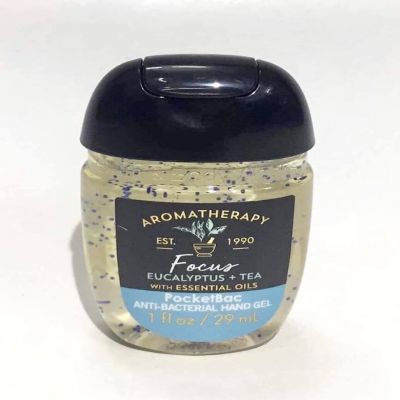 AROMATHERAPY
EST. 1990
Focus
EUCALYPTUS + TEA
WITH ESSENTIAL OILS
PocketBac
ANTI-BACTERIAL HAND GEL
1 fl oz / 29 mL